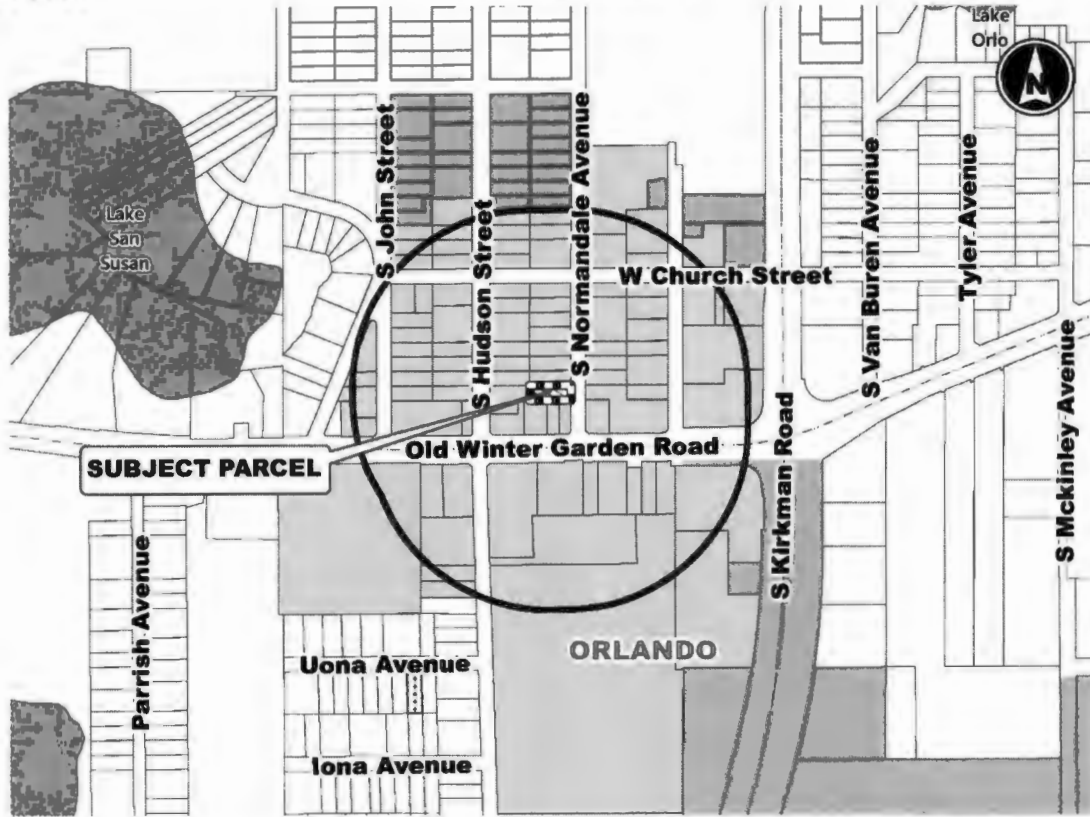 Lake
Orlo
N
S. John Street
S Hudson Street
S Normandale Avenue
W Church Street
S Van Buren Avenue
Tyler Avenue
Lake
San
Susan
S Mckinley Avenue
SUBJECT PARCEL
Old Winter Garden Road
S Kirkman Road
Parrish Avenue
ORLANDO
Uona Avenue
Iona Avenue